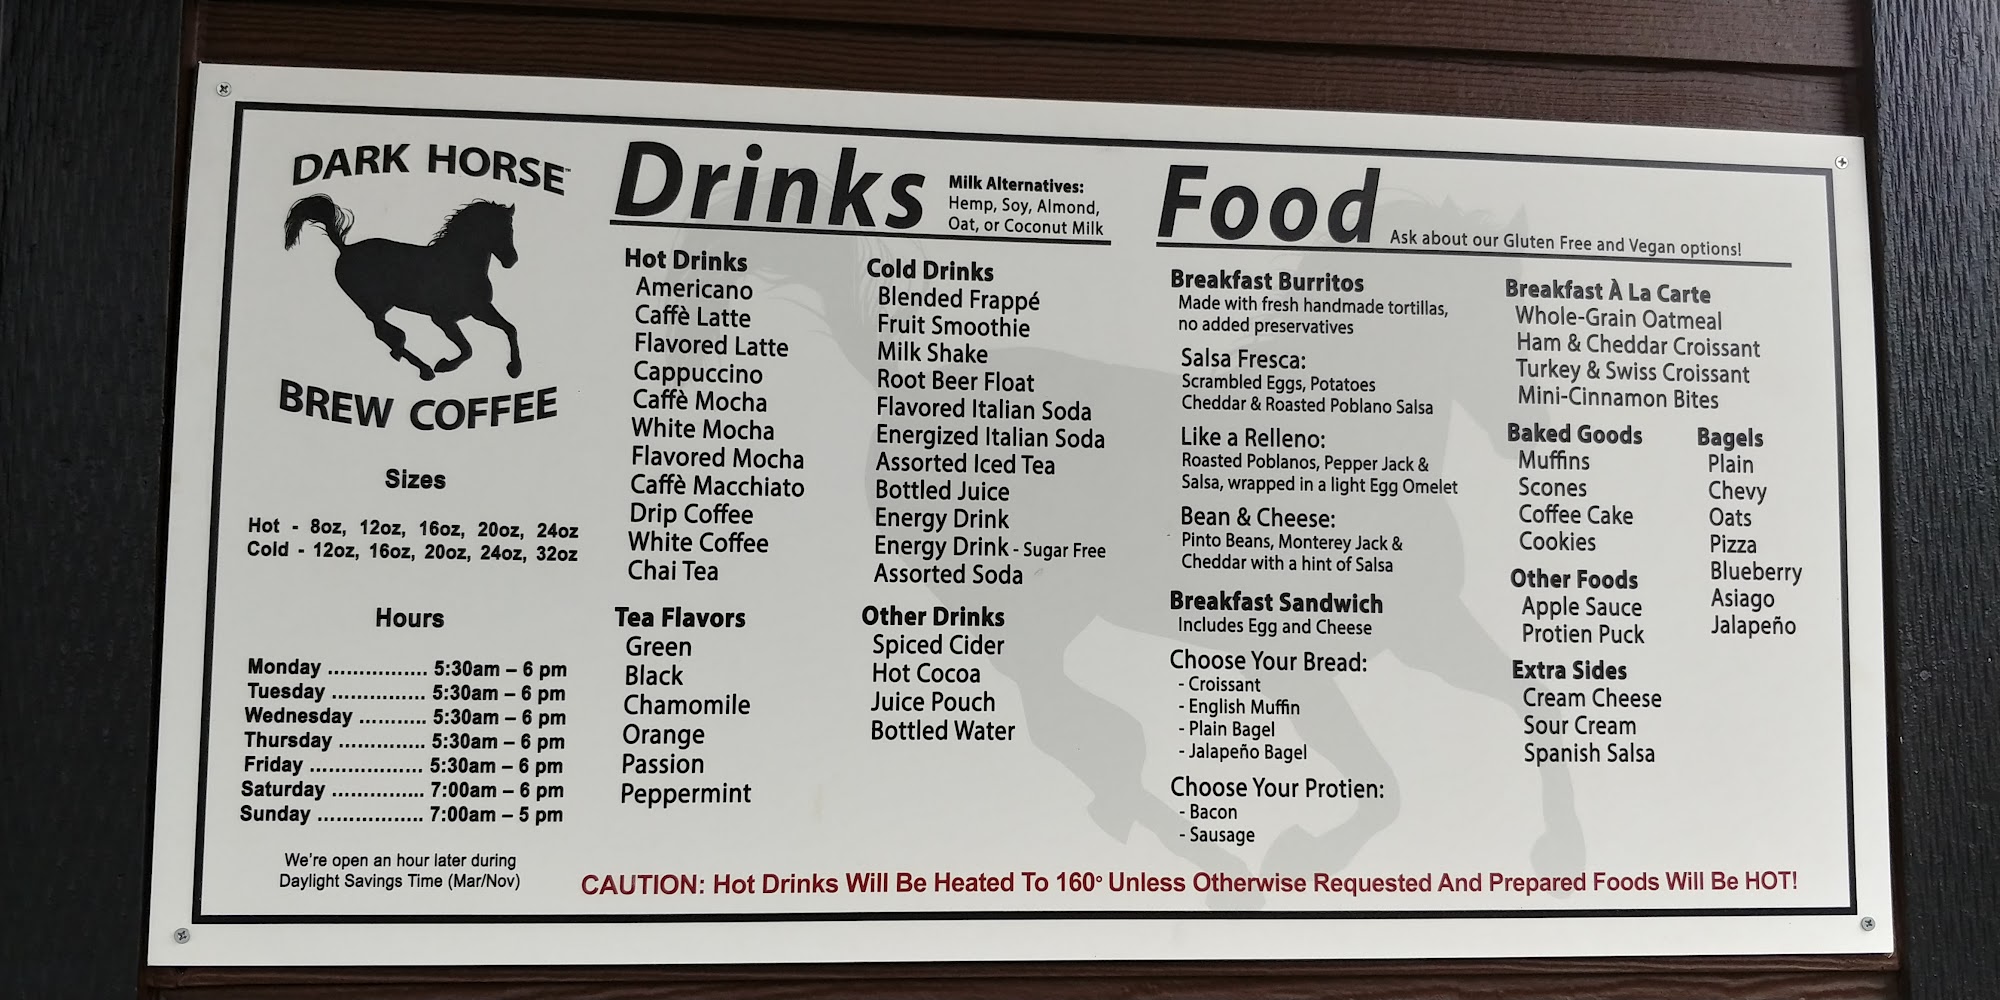 DARK HORSE™
BREW COFFEE
Sizes
Hot - 8oz, 12oz, 16oz, 20oz, 24oz
Cold - 12oz, 16oz, 20oz, 24oz, 32oz
Hours
Monday ................ 5:30am – 6 pm
Tuesday ............... 5:30am – 6 pm
Wednesday ........... 5:30am – 6 pm
Thursday .............. 5:30am – 6 pm
Friday .................. 5:30am – 6 pm
Saturday ............... 7:00am – 6 pm
Sunday ................. 7:00am – 5 pm
We're open an hour later during
Daylight Savings Time (Mar/Nov)
Drinks
Milk Alternatives:
Hemp, Soy, Almond,
Oat, or Coconut Milk
Hot Drinks
Americano
Caffè Latte
Flavored Latte
Cappuccino
Caffè Mocha
White Mocha
Flavored Mocha
Caffè Macchiato
Drip Coffee
White Coffee
Chai Tea
Tea Flavors
Green
Black
Chamomile
Orange
Passion
Peppermint
Cold Drinks
Blended Frappé
Fruit Smoothie
Milk Shake
Root Beer Float
Flavored Italian Soda
Energized Italian Soda
Assorted Iced Tea
Bottled Juice
Energy Drink
Energy Drink - Sugar Free
Assorted Soda
Other Drinks
Spiced Cider
Hot Cocoa
Juice Pouch
Bottled Water
Food
Ask about our Gluten Free and Vegan options!
Breakfast Burritos
Made with fresh handmade tortillas,
no added preservatives
Salsa Fresca:
Scrambled Eggs, Potatoes
Cheddar & Roasted Poblano Salsa
Like a Relleno:
Roasted Poblanos, Pepper Jack &
Salsa, wrapped in a light Egg Omelet
Bean & Cheese:
Pinto Beans, Monterey Jack &
Cheddar with a hint of Salsa
Breakfast Sandwich
Includes Egg and Cheese
Choose Your Bread:
- Croissant
- English Muffin
- Plain Bagel
- Jalapeño Bagel
Choose Your Protien:
- Bacon
- Sausage
Breakfast À La Carte
Whole-Grain Oatmeal
Ham & Cheddar Croissant
Turkey & Swiss Croissant
Mini-Cinnamon Bites
Baked Goods
Muffins
Scones
Coffee Cake
Cookies
Other Foods
Apple Sauce
Protien Puck
Extra Sides
Cream Cheese
Sour Cream
Spanish Salsa
Bagels
Plain
Chevy
Oats
Pizza
Blueberry
Asiago
Jalapeño
CAUTION: Hot Drinks Will Be Heated To 160° Unless Otherwise Requested And Prepared Foods Will Be HOT!